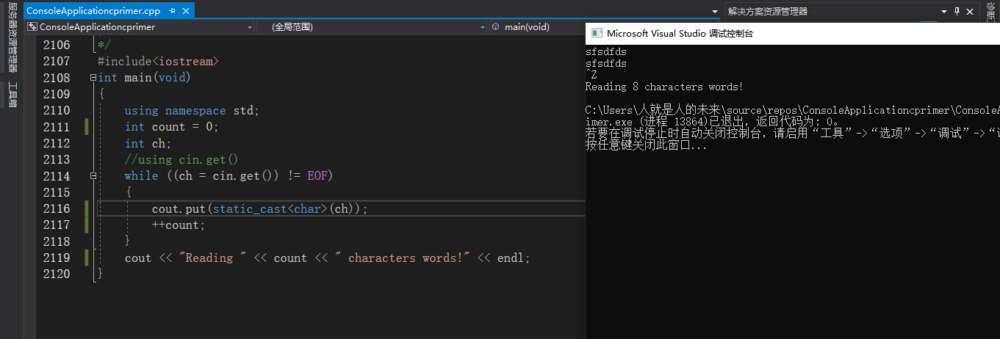 服务器资源管理器
工具箱
ConsoleApplicationcprimer.cpp
ConsoleApplicationcprimer
(全局范围)
main(void)
2106 */
2107 #include<iostream>
2108 int main(void)
2109 {
2110 using namespace std;
2111 int count = 0;
2112 int ch;
2113 //using cin.get()
2114 while ((ch = cin.get()) != EOF)
2115 {
2116 cout.put(static_cast<char>(ch));
2117 ++count;
2118 }
2119 cout << "Reading " << count << " characters words!" << endl;
2120 }
解决方案资源管理器
诊断
Microsoft Visual Studio 调试控制台
sfsdfds
sfsdfds
^Z
Reading 8 characters words!
C:\Users\人就是人的未来\source\repos\ConsoleApplicationcprimer\ConsoleA
imer.exe (进程 13864)已退出，返回代码为: 0。
若要在调试停止时自动关闭控制台，请启用“工具”->“选项”->“调试”->“
按任意键关闭此窗口...